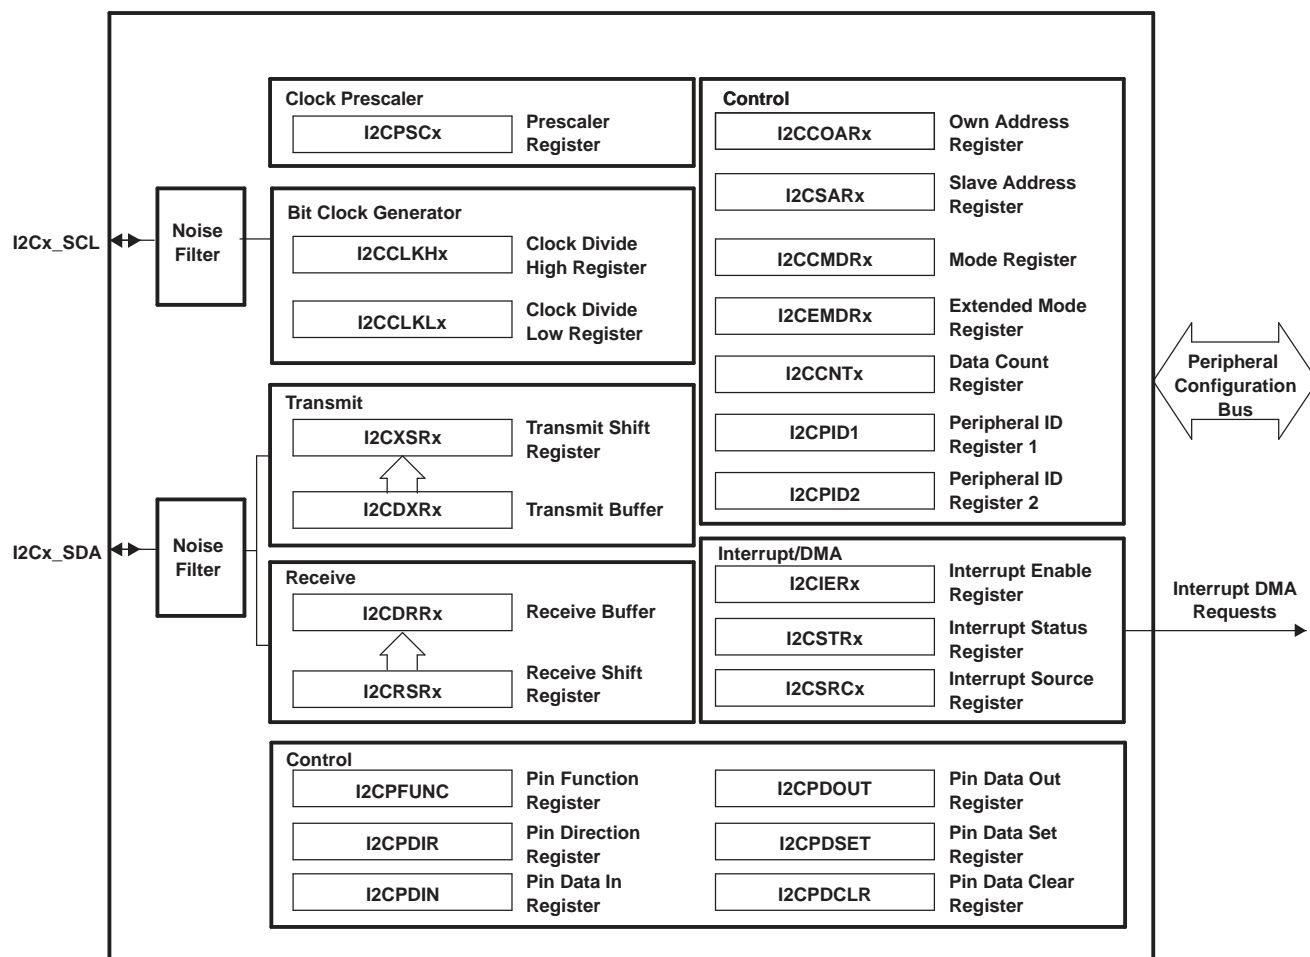 Clock Prescaler
I2CPSCx
Prescaler
Register
I2Cx_SCL
Noise
Filter
Bit Clock Generator
I2CCLKHx
Clock Divide
High Register
I2CCLKLx
Clock Divide
Low Register
Transmit
I2CXSRx
Transmit Shift
Register
I2CDXRx
Transmit Buffer
I2Cx_SDA
Noise
Filter
Receive
I2CDRRx
Receive Buffer
I2CRSRx
Receive Shift
Register
Control
I2CCOARx
Own Address
Register
I2CSARx
Slave Address
Register
I2CCMDRx
Mode Register
I2CEMDRx
Extended Mode
Register
I2CCNTx
Data Count
Register
I2CPID1
Peripheral ID
Register 1
I2CPID2
Peripheral ID
Register 2
Peripheral
Configuration
Bus
Interrupt/DMA
I2CIERx
Interrupt Enable
Register
I2CSTRx
Interrupt Status
Register
I2CSRCx
Interrupt Source
Register
Interrupt DMA
Requests
Control
I2CPFUNC
Pin Function
Register
I2CPDIR
Pin Direction
Register
I2CPDIN
Pin Data In
Register
I2CPDOUT
Pin Data Out
Register
I2CPDSET
Pin Data Set
Register
I2CPDCLR
Pin Data Clear
Register